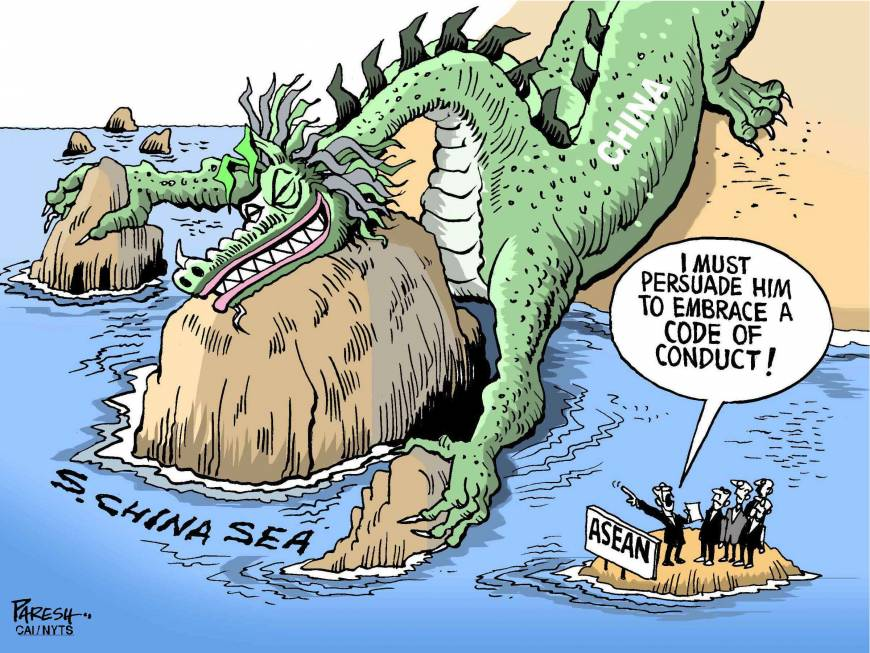 CHINA
I MUST
PERSUADE HIM
TO EMBRACE A
CODE OF
CONDUCT!
S. CHINA SEA
ASEAN
PARESH..
CAI/NYTS